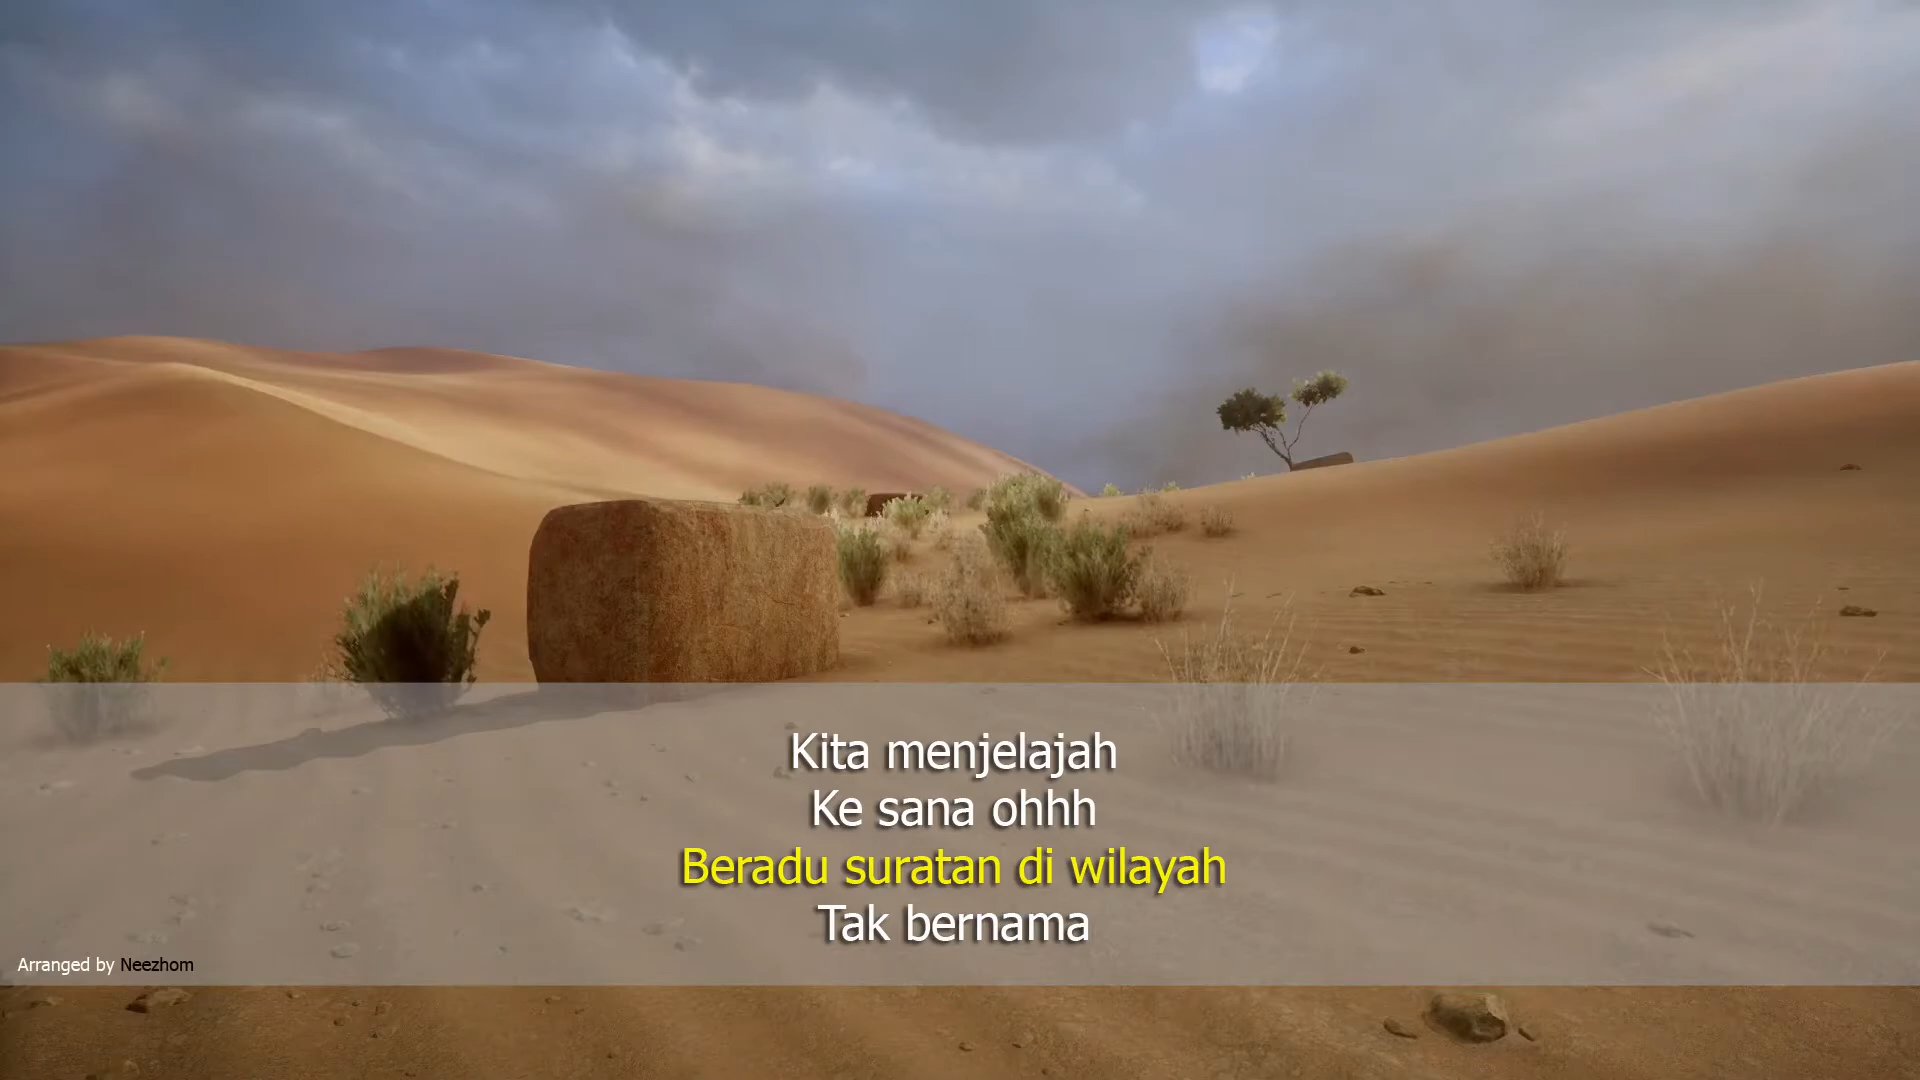 Kita menjelajah
Ke sana ohhh
Beradu suratan di wilayah
Tak bernama
Arranged by Neezhom